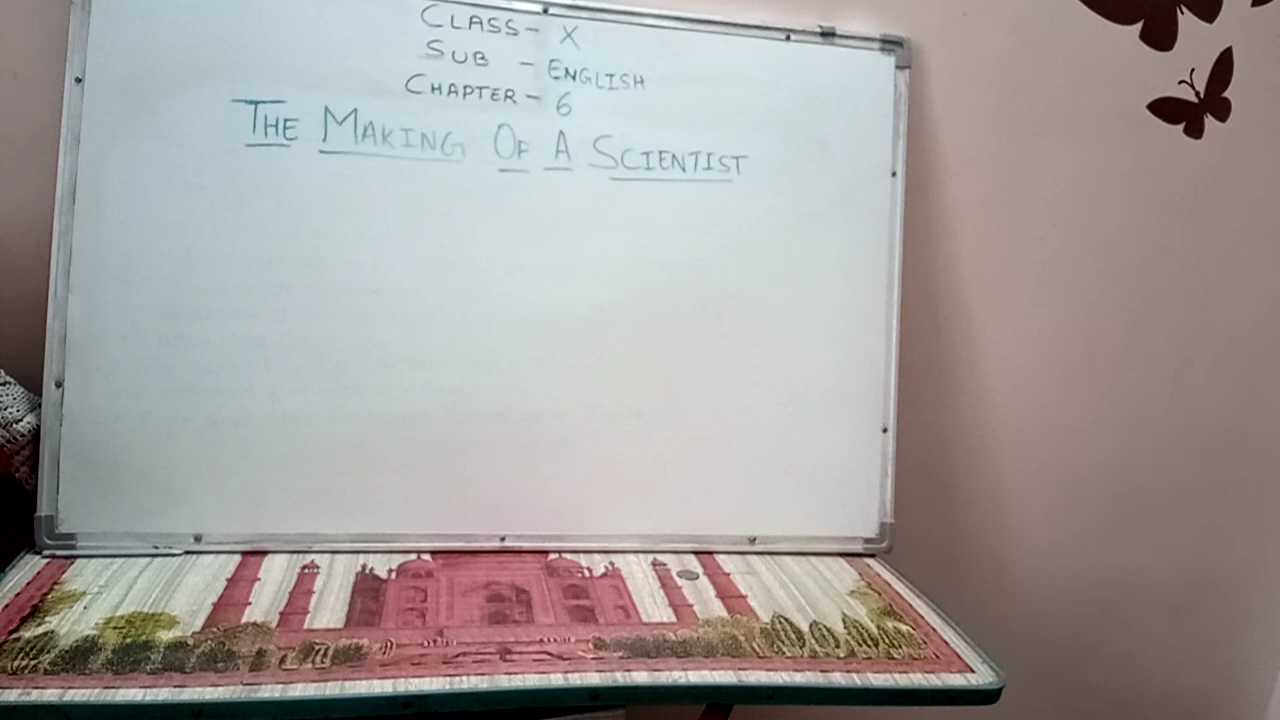 CLASS- X
SUB - ENGLISH
CHAPTER - 6
THE MAKING OF A SCIENTIST